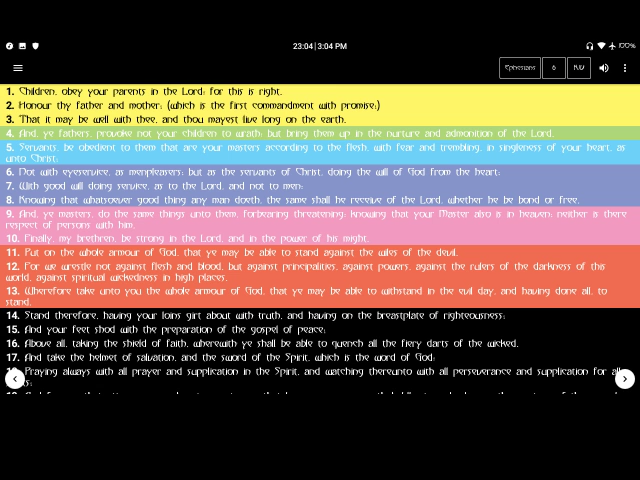 23:04 | 3:04 PM
100%
Ephesians 6 KJV
1. Children, obey your parents in the Lord: for this is right.
2. Honour thy father and mother; (which is the first commandment with promise;)
3. That it may be well with thee, and thou mayest live long on the earth.
4. And, ye fathers, provoke not your children to wrath: but bring them up in the nurture and admonition of the Lord.
5. Servants, be obedient to them that are your masters according to the flesh, with fear and trembling, in singleness of your heart, as
unto Christ;
6. Not with eyeservice, as menpleasers; but as the servants of Christ, doing the will of God from the heart;
7. With good will doing service, as to the Lord, and not to men:
8. Knowing that whatsoever good thing any man doeth, the same shall he receive of the Lord, whether he be bond or free.
9. And, ye masters, do the same things unto them, forbearing threatening: knowing that your Master also is in heaven; neither is there
respect of persons with him.
10. Finally, my brethren, be strong in the Lord, and in the power of his might.
11. Put on the whole armour of God, that ye may be able to stand against the wiles of the devil.
12. For we wrestle not against flesh and blood, but against principalities, against powers, against the rulers of the darkness of this
world, against spiritual wickedness in high places.
13. Wherefore take unto you the whole armour of God, that ye may be able to withstand in the evil day, and having done all, to
stand.
14. Stand therefore, having your loins girt about with truth, and having on the breastplate of righteousness;
15. And your feet shod with the preparation of the gospel of peace;
16. Above all, taking the shield of faith, wherewith ye shall be able to quench all the fiery darts of the wicked.
17. And take the helmet of salvation, and the sword of the Spirit, which is the word of God:
Praying always with all prayer and supplication in the Spirit, and watching thereunto with all perseverance and supplication for all